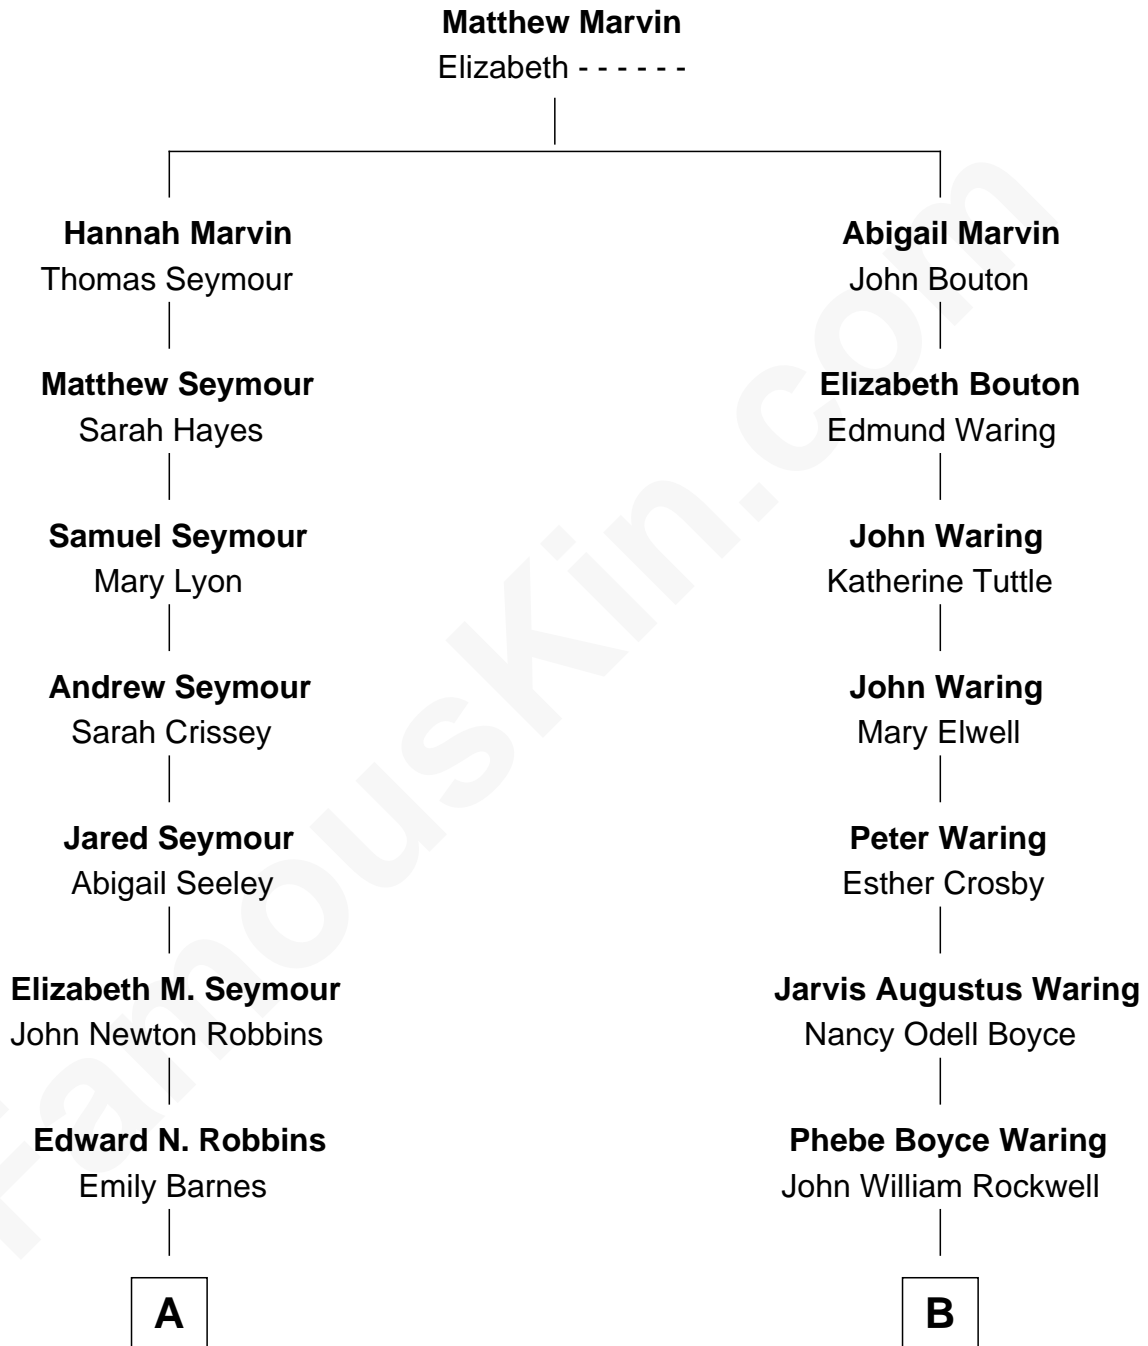 Matthew Marvin
Elizabeth - - - - - -
Hannah Marvin
Thomas Seymour
Abigail Marvin
John Bouton
Matthew Seymour
Sarah Hayes
Elizabeth Bouton
Edmund Waring
Samuel Seymour
Mary Lyon
John Waring
Katherine Tuttle
Andrew Seymour
Sarah Crissey
John Waring
Mary Elwell
Jared Seymour
Abigail Seeley
Peter Waring
Esther Crosby
Elizabeth M. Seymour
John Newton Robbins
Jarvis Augustus Waring
Nancy Odell Boyce
Edward N. Robbins
Emily Barnes
Phebe Boyce Waring
John William Rockwell
A
B
FamousKin.com